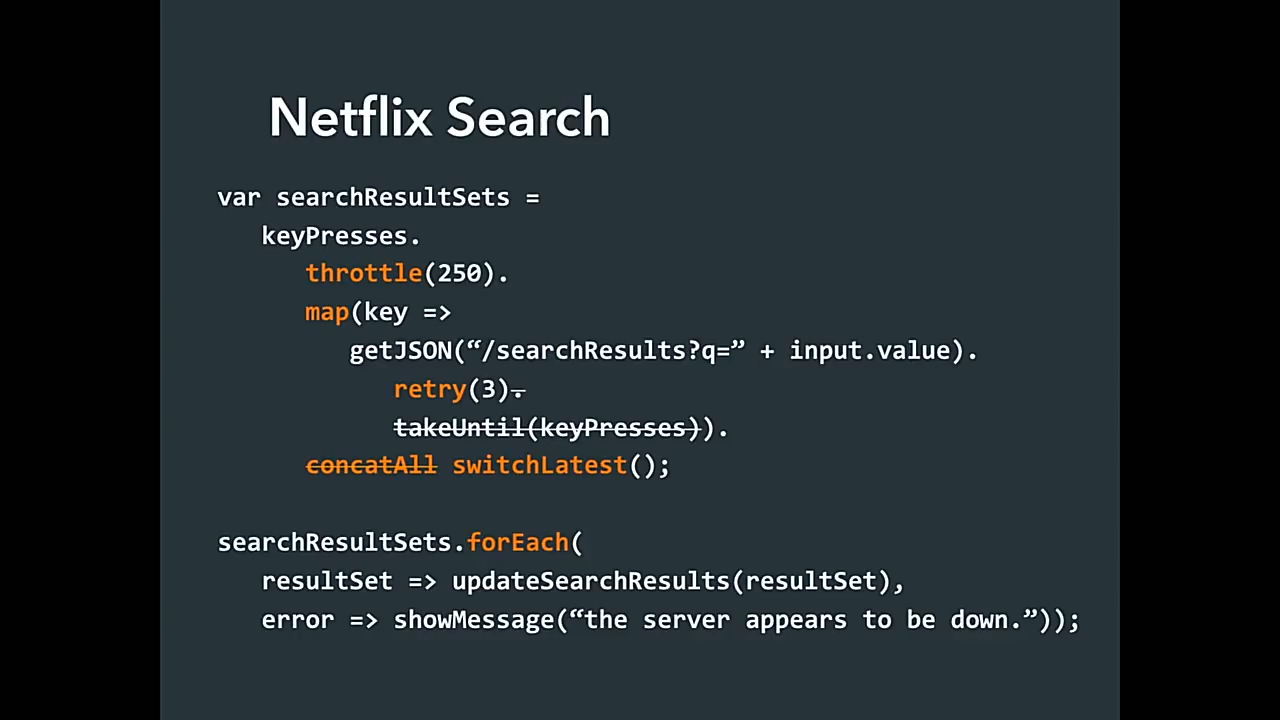 Netflix Search
var searchResultSets =
keyPresses.
throttle(250).
map(key =>
getJSON(“/searchResults?q=” + input.value).
retry(3).
takeUntil(keyPresses)).
concatAll switchLatest();
searchResultSets.forEach(
resultSet => updateSearchResults(resultSet),
error => showMessage(“the server appears to be down.”));